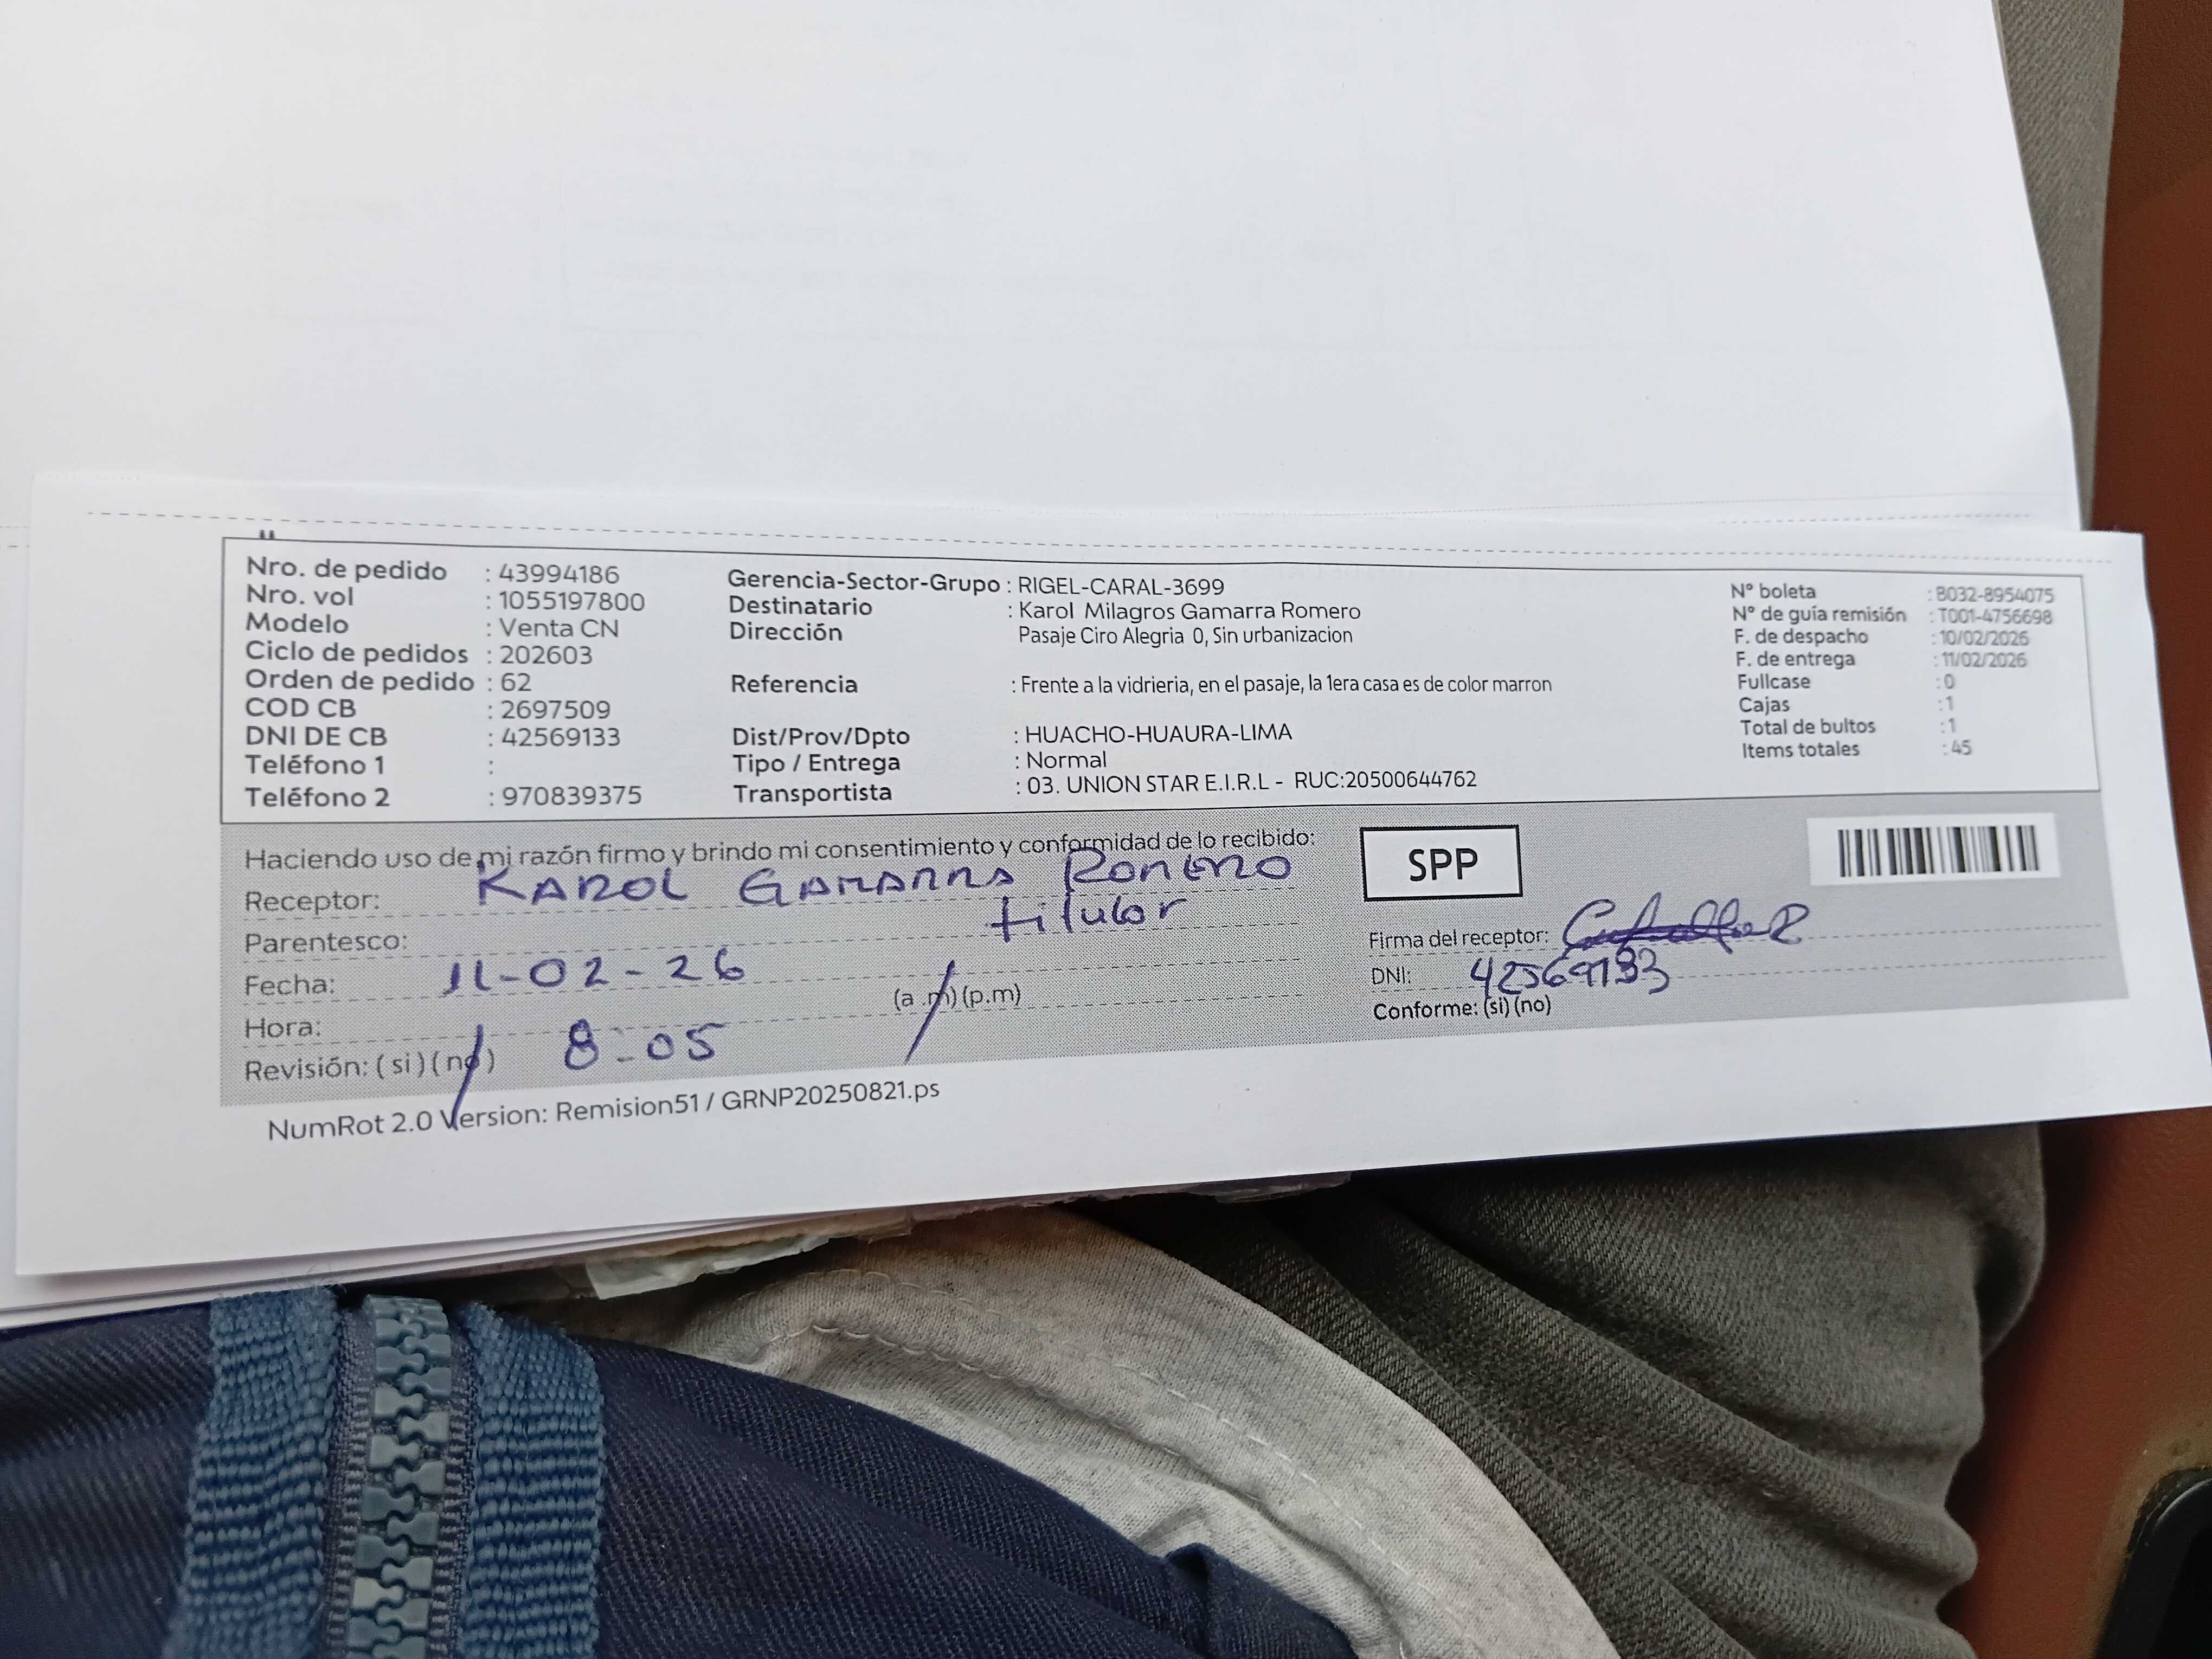 Nro. de pedido : 43994186
Nro. vol : 1055197800
Modelo : Venta CN
Ciclo de pedidos : 202603
Orden de pedido : 62
COD CB : 2697509
DNI DE CB : 42569133
Teléfono 1 :
Teléfono 2 : 970839375
Gerencia-Sector-Grupo : RIGEL-CARAL-3699
Destinatario : Karol Milagros Gamarra Romero
Dirección Pasaje Ciro Alegria 0, Sin urbanizacion
Referencia : Frente a la vidrieria, en el pasaje, la 1era casa es de color marron
Dist/Prov/Dpto : HUACHO-HUAURA-LIMA
Tipo / Entrega : Normal
Transportista : 03. UNION STAR E.I.R.L - RUC:20500644762
N° boleta : B032-8954075
N° de guía remisión : T001-4756698
F. de despacho : 10/02/2026
F. de entrega : 11/02/2026
Fullcase : 0
Cajas : 1
Total de bultos : 1
Items totales : 45
Haciendo uso de mi razón firmo y brindo mi consentimiento y conformidad de lo recibido:
Receptor: KAROL GAMARRA ROMERO
Parentesco: titular
Fecha: 11-02-26
Hora: 8-05 (a .m) (p.m)
Revisión: ( si ) ( no )
SPP
Firma del receptor:
DNI: 42569133
Conforme: (si) (no)
NumRot 2.0 Version: Remision51 / GRNP20250821.ps